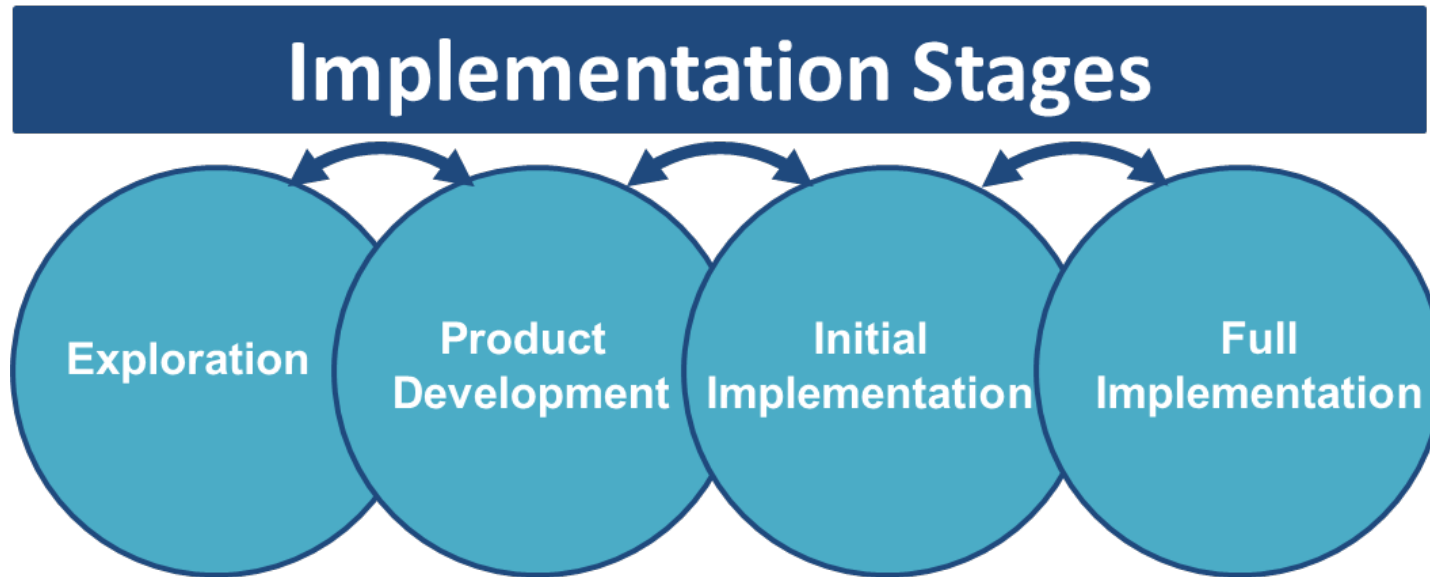 Implementation Stages
Exploration
Product
Development
Initial
Implementation
Full
Implementation